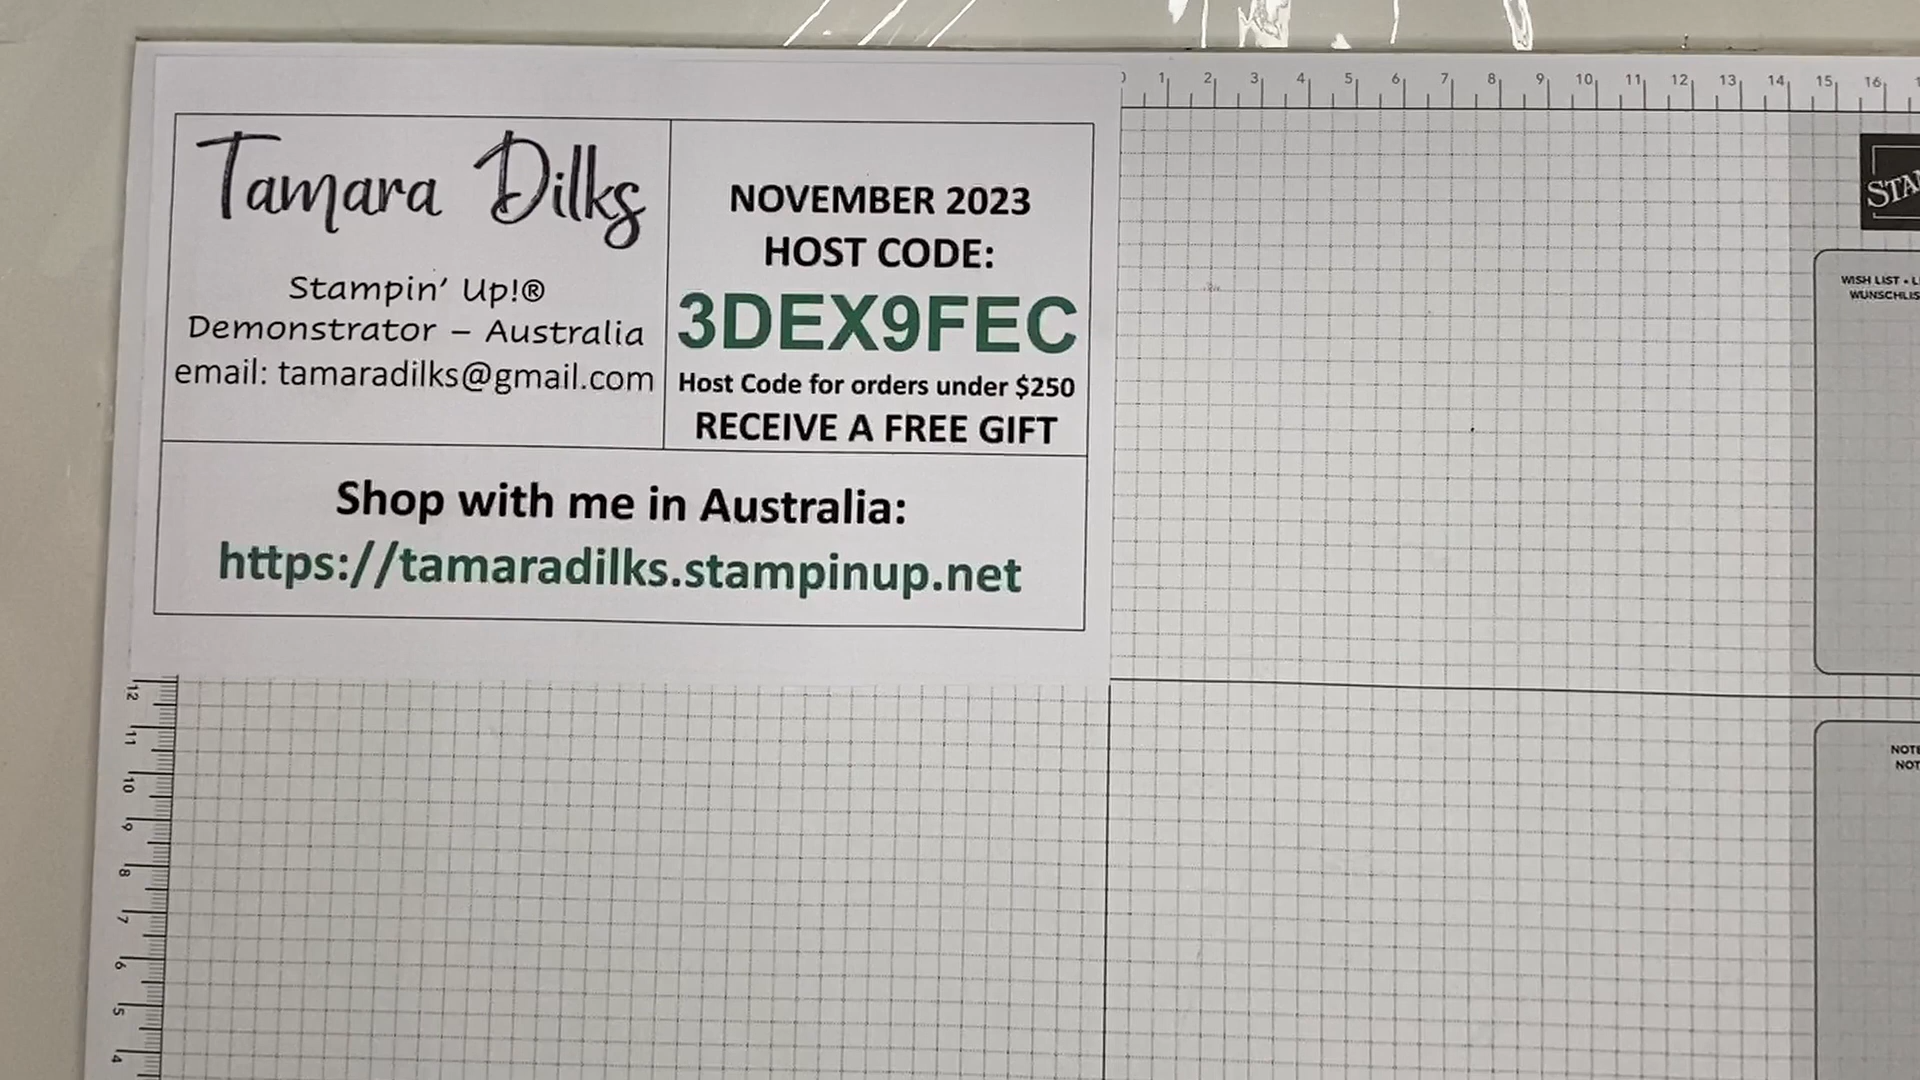 Tamara Dilks
Stampin’ Up!®
Demonstrator – Australia
email: tamaradilks@gmail.com
NOVEMBER 2023
HOST CODE:
3DEX9FEC
Host Code for orders under $250
RECEIVE A FREE GIFT
Shop with me in Australia:
https://tamaradilks.stampinup.net
1 2 3 4 5 6 7 8 9 10 11 12 13 14 15 16
WISH LIST •
12
11
10
9
8
7
6
5
4